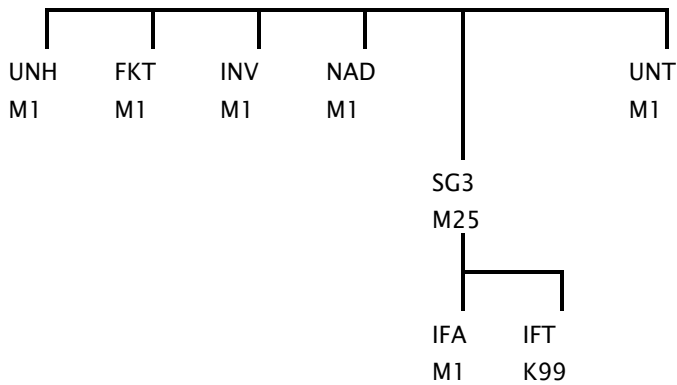 UNH FKT INV NAD UNT
M1 M1 M1 M1 M1
SG3
M25
IFA IFT
M1 K99